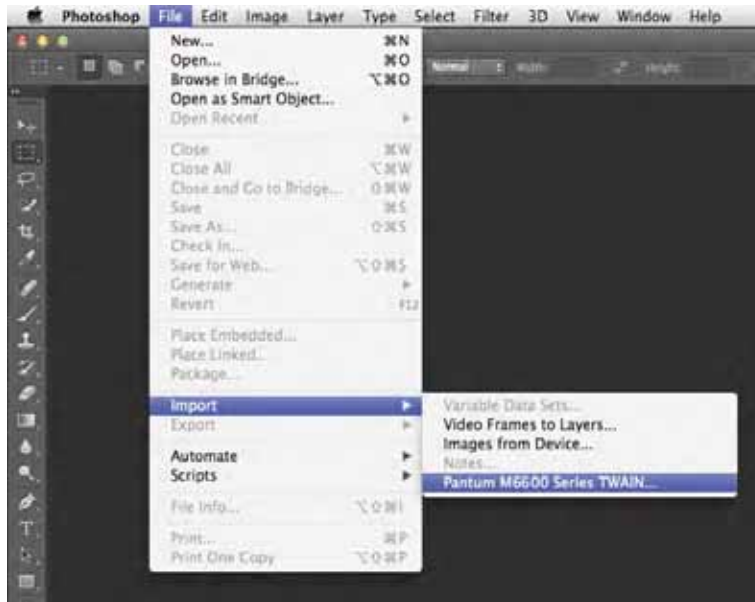 Photoshop File Edit Image Layer Type Select Filter 3D View Window Help
New... ⌘N
Open... ⌘O
Browse in Bridge... ⌥⌘O
Open as Smart Object...
Open Recent
Normal Width: Height:
Close ⌘W
Close All ⌥⌘W
Close and Go to Bridge... ⇧⌘W
Save ⌘S
Save As... ⇧⌘S
Check In...
Save for Web... ⌥⇧⌘S
Generate
Revert F12
Place Embedded...
Place Linked...
Package...
Import
Export
Automate
Scripts
File Info... ⌥⇧⌘I
Print... ⌘P
Print One Copy ⌥⇧⌘P
Variable Data Sets...
Video Frames to Layers...
Images from Device...
Notes...
Pantum M6600 Series TWAIN...
T